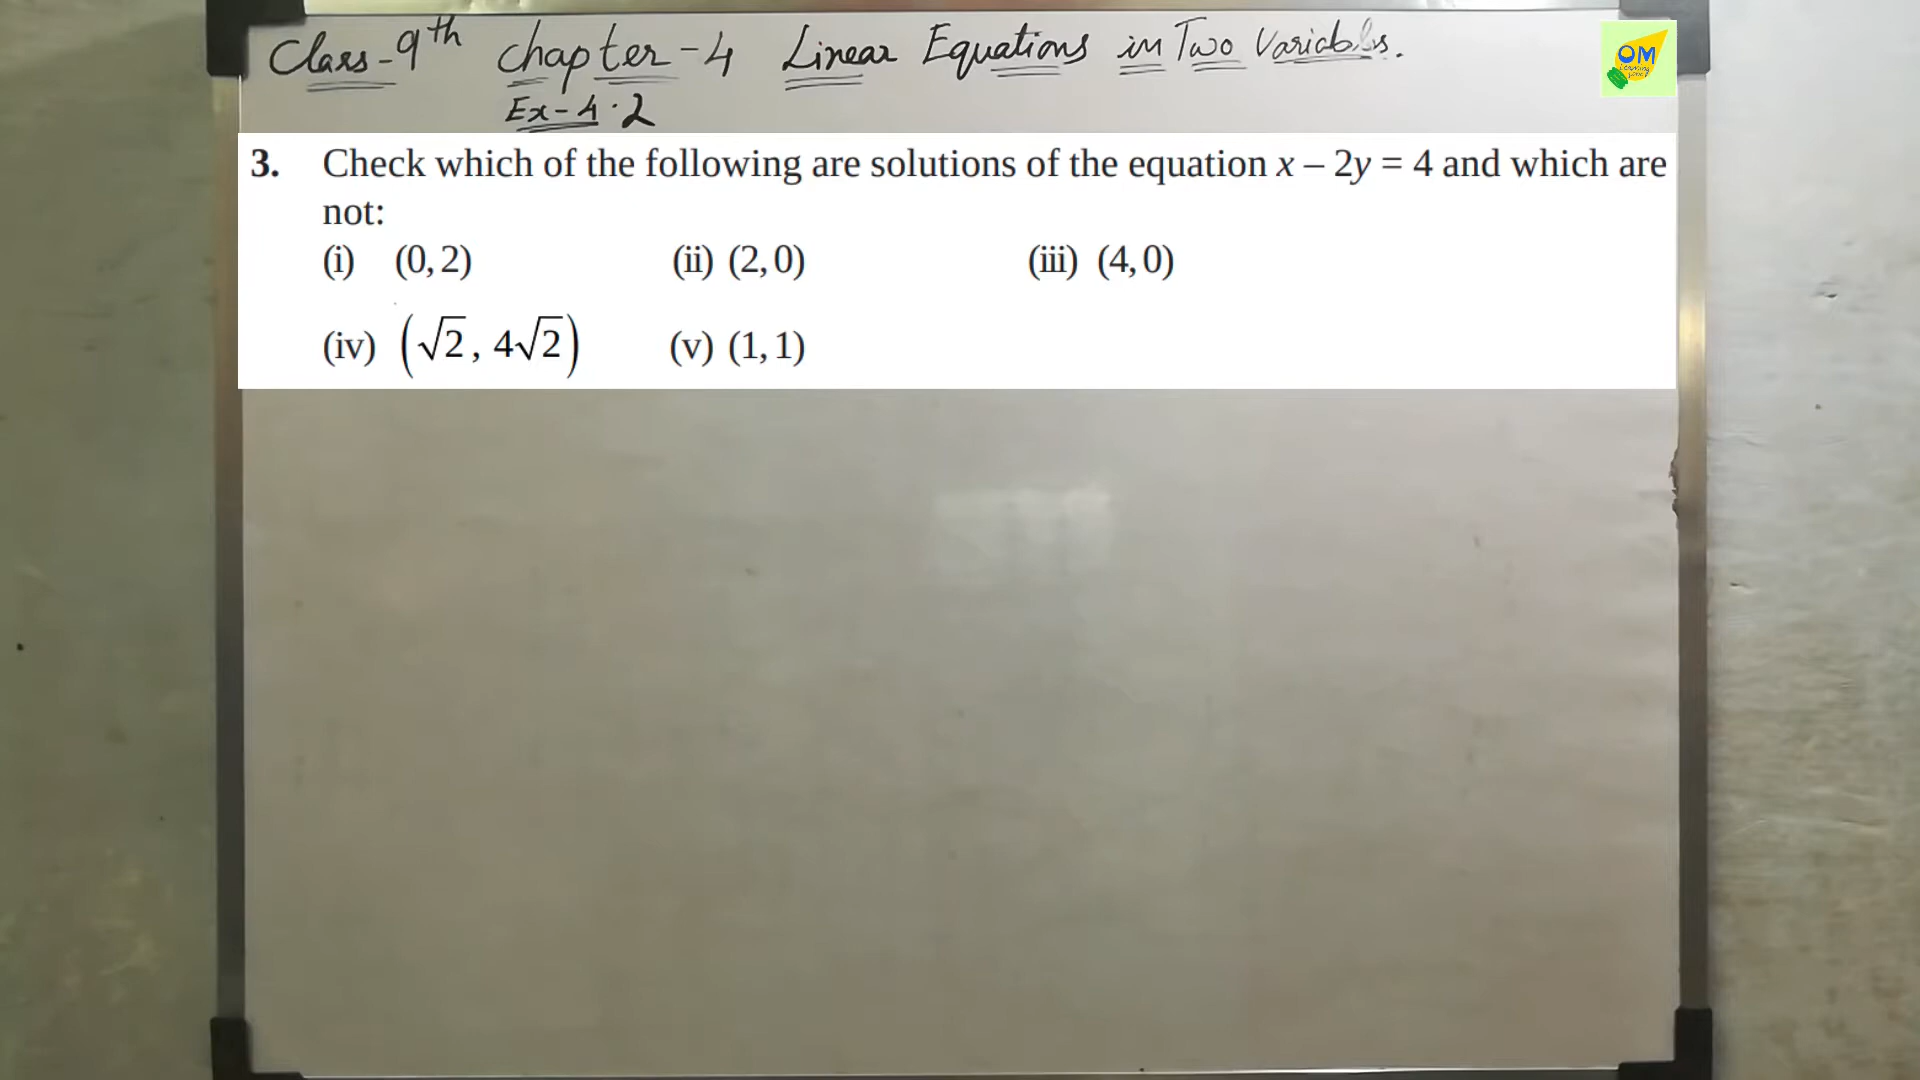 Class-9th Chapter-4 Linear Equations in Two Variables.
Ex-4.2
OM
Learning
3. Check which of the following are solutions of the equation x – 2y = 4 and which are
not:
(i) (0, 2) (ii) (2, 0) (iii) (4, 0)
(iv) (√2, 4√2) (v) (1, 1)